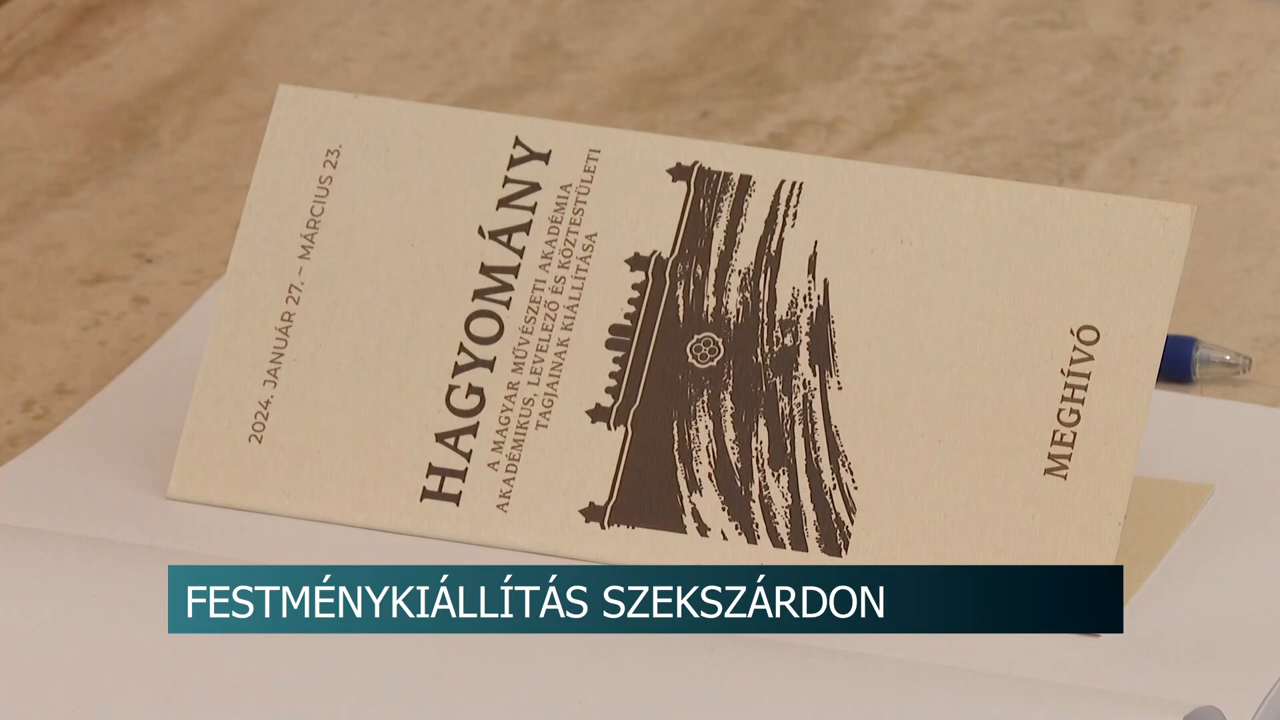 2024. JANUÁR 27. – MÁRCIUS 23.
HAGYOMÁNY
A MAGYAR MŰVÉSZETI AKADÉMIA
AKADÉMIKUS, LEVELEZŐ ÉS KÖZTESTÜLETI
TAGJAINAK KIÁLLÍTÁSA
MEGHÍVÓ
FESTMÉNYKIÁLLÍTÁS SZEKSZÁRDON